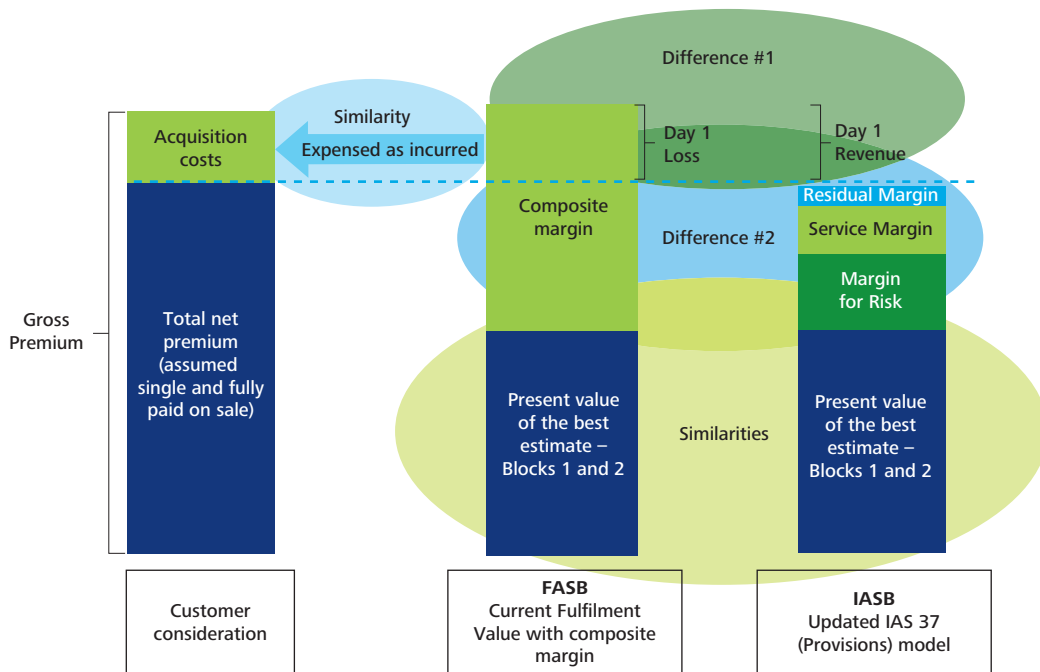 Difference #1
Similarity
Expensed as incurred
Acquisition
costs
Day 1
Loss
Day 1
Revenue
Composite
margin
Difference #2
Residual Margin
Service Margin
Margin
for Risk
Gross
Premium
Total net
premium
(assumed
single and fully
paid on sale)
Present value
of the best
estimate –
Blocks 1 and 2
Similarities
Present value
of the best
estimate –
Blocks 1 and 2
Customer
consideration
FASB
Current Fulfilment
Value with composite
margin
IASB
Updated IAS 37
(Provisions) model